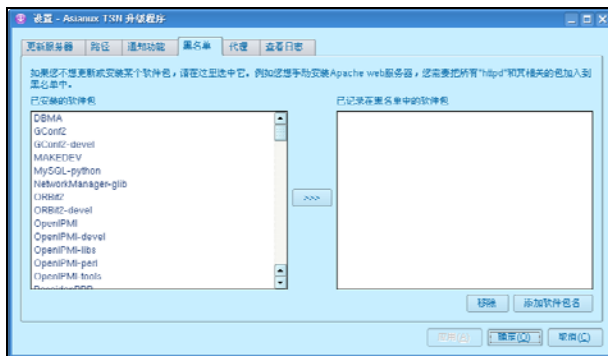 设置 - Asianux TSN 升级程序
更新服务器 路径 通知功能 黑名单 代理 查看日志
如果您不想更新或安装某个软件包，请在这里选中它。例如您想手动安装Apache web服务器，您需要把所有"httpd"和其相关的包加入到
黑名单中。
已安装的软件包
已记录在黑名单中的软件包
DBMA
GConf2
GConf2-devel
MAKEDEV
MySQL-python
NetworkManager-glib
ORBit2
ORBit2-devel
OpenIPMI
OpenIPMI-devel
OpenIPMI-libs
OpenIPMI-perl
OpenIPMI-tools
>>>
移除 添加软件包名
应用(A) 确定(O) 取消(C)